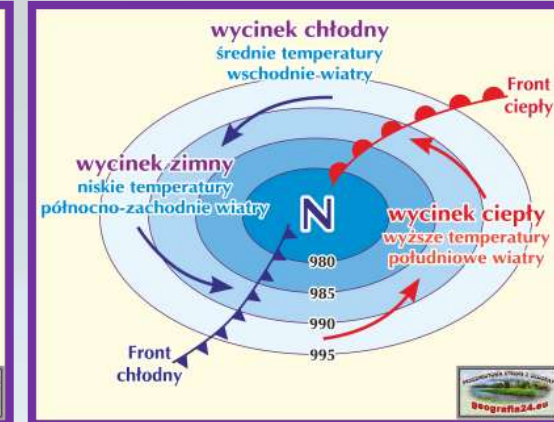 wycinek chłodny
średnie temperatury
wschodnie wiatry
Front
ciepły
wycinek zimny
niskie temperatury
północno-zachodnie wiatry
N
wycinek ciepły
wyższe temperatury
południowe wiatry
980
985
990
995
Front
chłodny
geografia24.eu